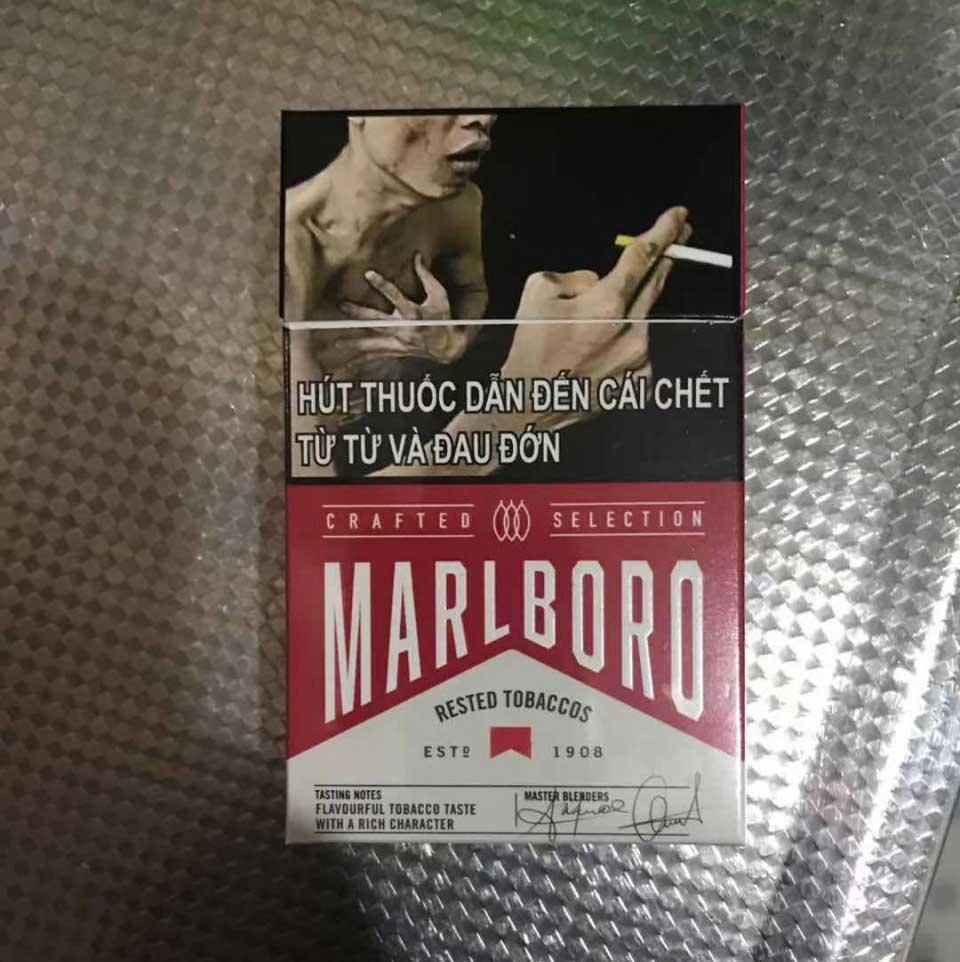 HÚT THUỐC DẪN ĐẾN CÁI CHẾT
TỪ TỪ VÀ ĐAU ĐỚN
CRAFTED SELECTION
MARLBORO
RESTED TOBACCOS
ESTD 1908
TASTING NOTES
FLAVOURFUL TOBACCO TASTE
WITH A RICH CHARACTER
MASTER BLENDERS